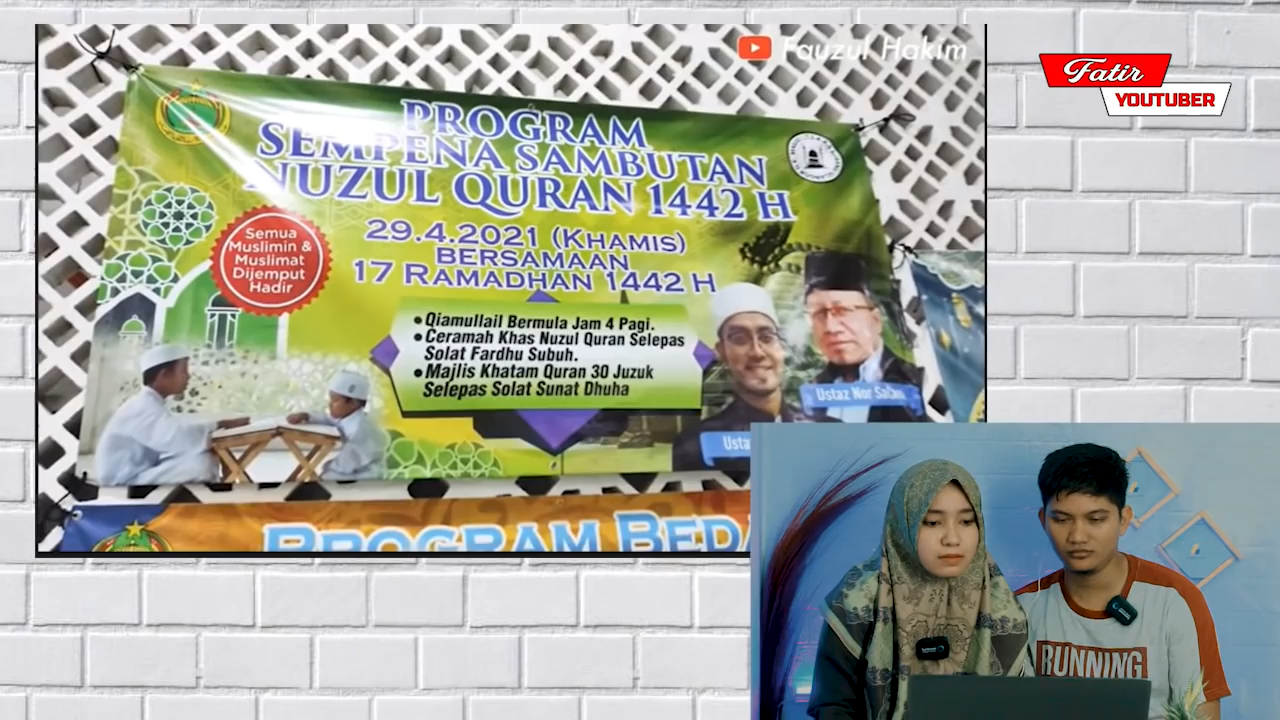 Fauzul Hakim
Fatir
YOUTUBER
PROGRAM
SEMPENA SAMBUTAN
NUZUL QURAN 1442 H
29.4.2021 (KHAMIS)
BERSAMAAN
17 RAMADHAN 1442 H
Semua
Muslimin &
Muslimat
Dijemput
Hadir
• Qiamullail Bermula Jam 4 Pagi.
• Ceramah Khas Nuzul Quran Selepas
Solat Fardhu Subuh.
• Majlis Khatam Quran 30 Juzuk
Selepas Solat Sunat Dhuha
Ustaz Nor
PROGRAM
RUNNING